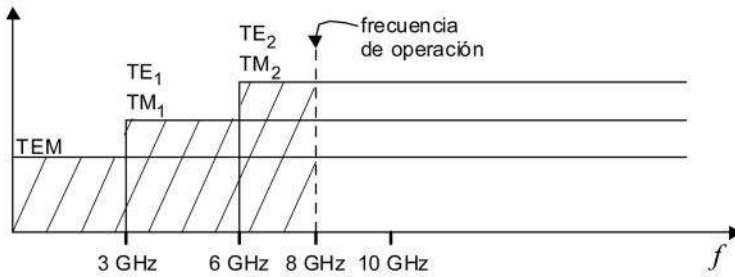 TE₂
TM₂
frecuencia
de operación
TE₁
TM₁
TEM
3 GHz
6 GHz
8 GHz
10 GHz
f